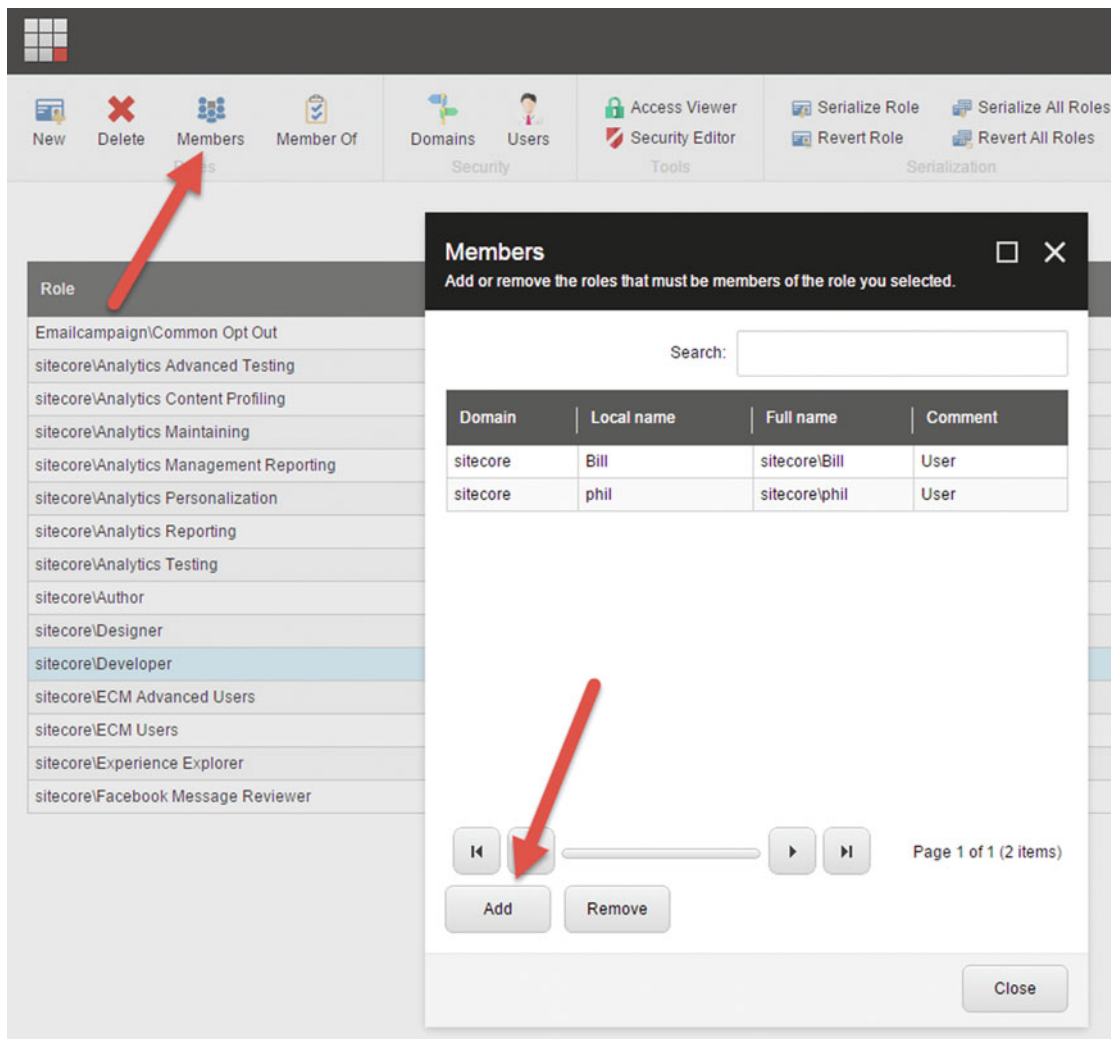 New
Delete
Members
Member Of
Domains
Users
Security
Access Viewer
Security Editor
Tools
Serialize Role
Revert Role
Serialize All Roles
Revert All Roles
Serialization
Role
Emailcampaign\Common Opt Out
sitecore\Analytics Advanced Testing
sitecore\Analytics Content Profiling
sitecore\Analytics Maintaining
sitecore\Analytics Management Reporting
sitecore\Analytics Personalization
sitecore\Analytics Reporting
sitecore\Analytics Testing
sitecore\Author
sitecore\Designer
sitecore\Developer
sitecore\ECM Advanced Users
sitecore\ECM Users
sitecore\Experience Explorer
sitecore\Facebook Message Reviewer
Members
Add or remove the roles that must be members of the role you selected.
Search:
Domain Local name Full name Comment
sitecore Bill sitecore\Bill User
sitecore phil sitecore\phil User
Page 1 of 1 (2 items)
Add Remove
Close